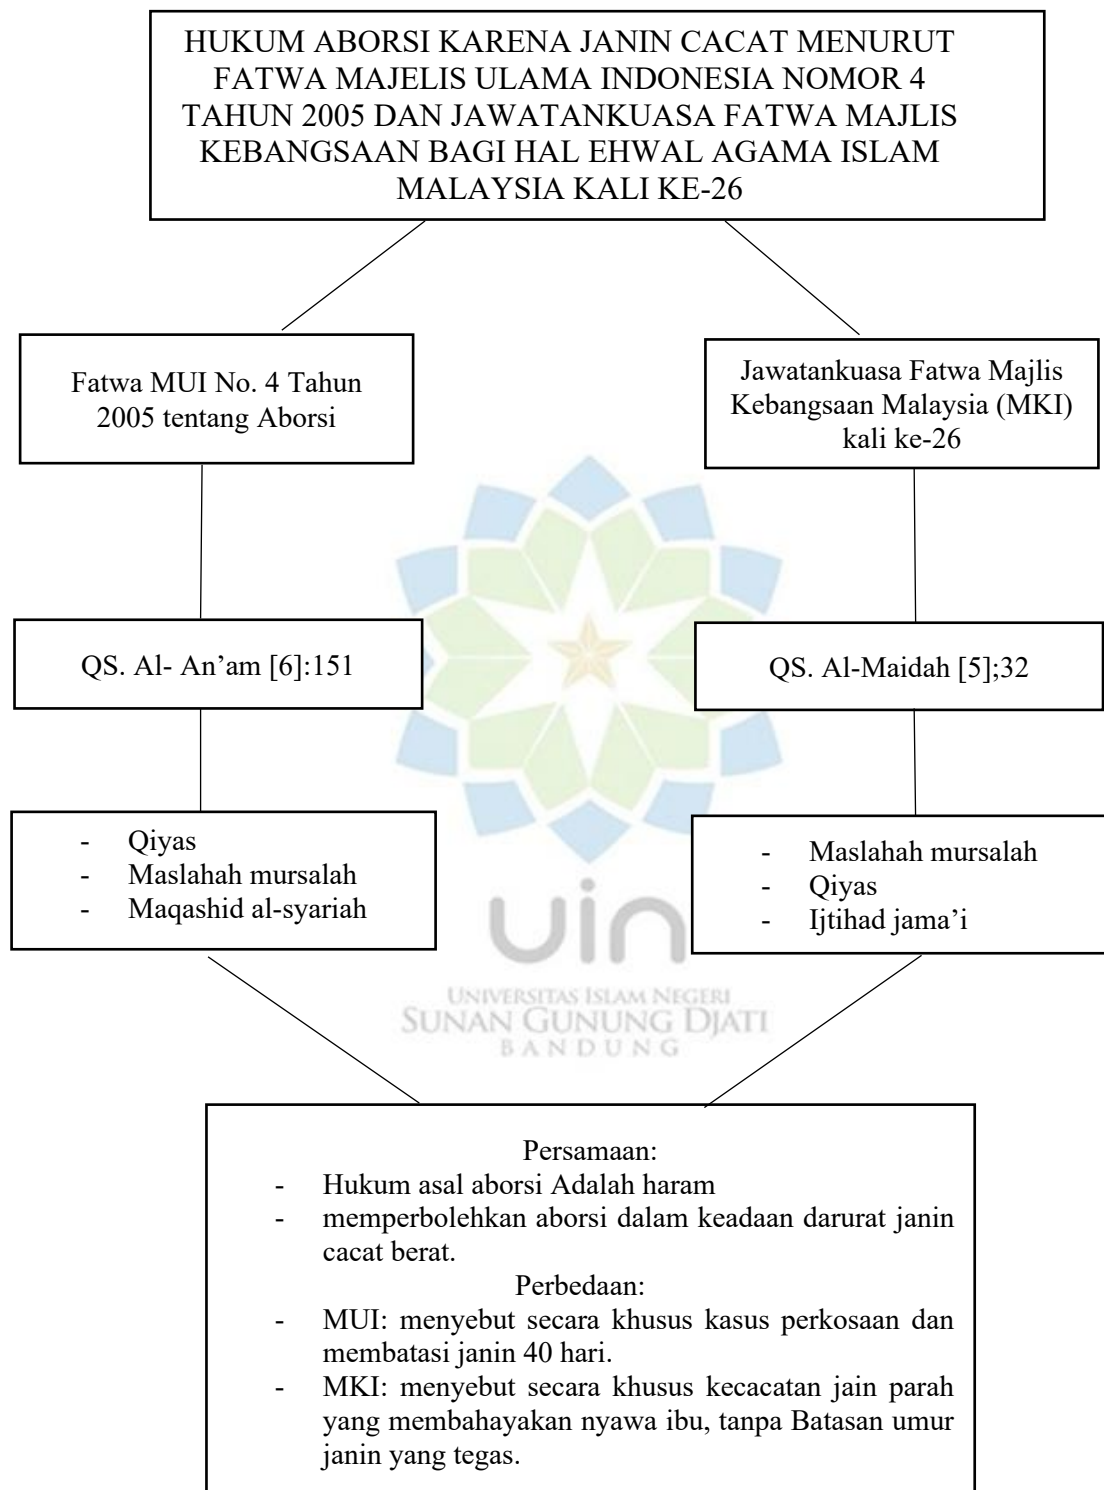 HUKUM ABORSI KARENA JANIN CACAT MENURUT
FATWA MAJELIS ULAMA INDONESIA NOMOR 4
TAHUN 2005 DAN JAWATANKUASA FATWA MAJLIS
KEBANGSAAN BAGI HAL EHWAL AGAMA ISLAM
MALAYSIA KALI KE-26
Fatwa MUI No. 4 Tahun
2005 tentang Aborsi
Jawatankuasa Fatwa Majlis
Kebangsaan Malaysia (MKI)
kali ke-26
QS. Al- An’am [6]:151
QS. Al-Maidah [5];32
- Qiyas
- Maslahah mursalah
- Maqashid al-syariah
- Maslahah mursalah
- Qiyas
- Ijtihad jama’i
uin
UNIVERSITAS ISLAM NEGERI
SUNAN GUNUNG DJATI
BANDUNG
Persamaan:
- Hukum asal aborsi Adalah haram
- memperbolehkan aborsi dalam keadaan darurat janin
cacat berat.
Perbedaan:
- MUI: menyebut secara khusus kasus perkosaan dan
membatasi janin 40 hari.
- MKI: menyebut secara khusus kecacatan jain parah
yang membahayakan nyawa ibu, tanpa Batasan umur
janin yang tegas.